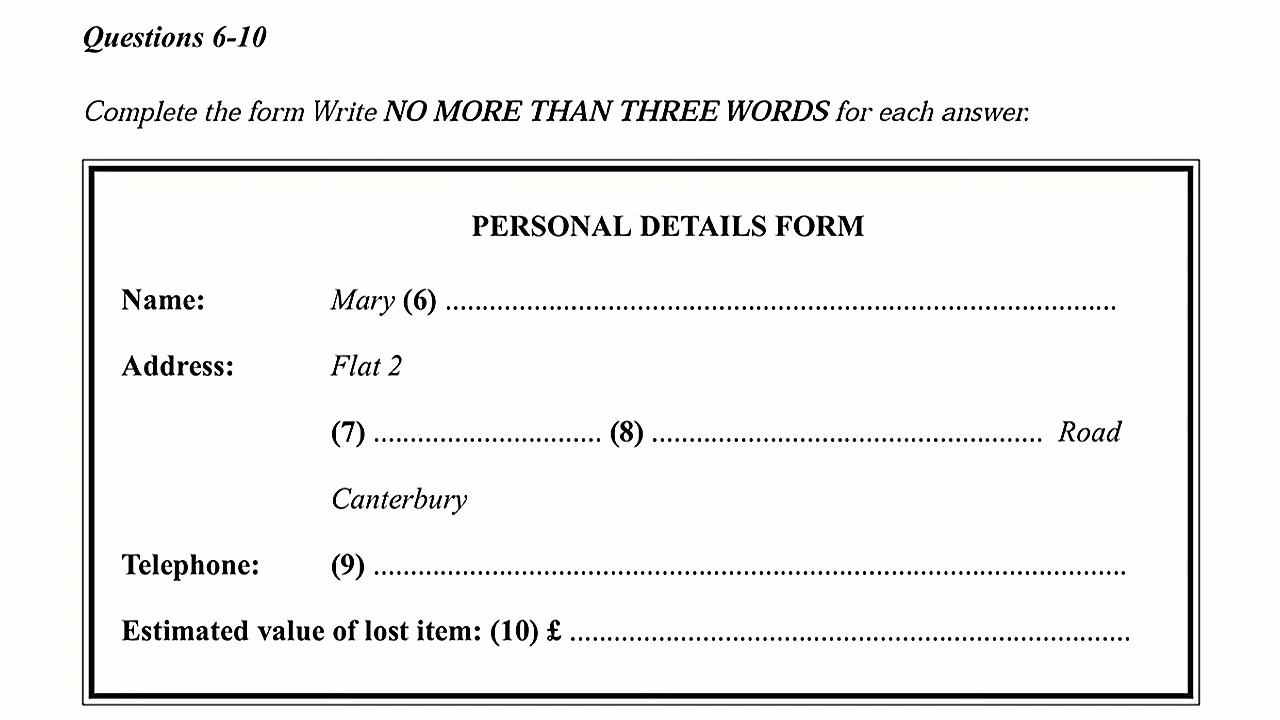 Questions 6-10
Complete the form Write NO MORE THAN THREE WORDS for each answer.
PERSONAL DETAILS FORM
Name: Mary (6) ..........................................................................................
Address: Flat 2
(7) ............................... (8) ..................................................... Road
Canterbury
Telephone: (9) ......................................................................................................
Estimated value of lost item: (10) £ ............................................................................